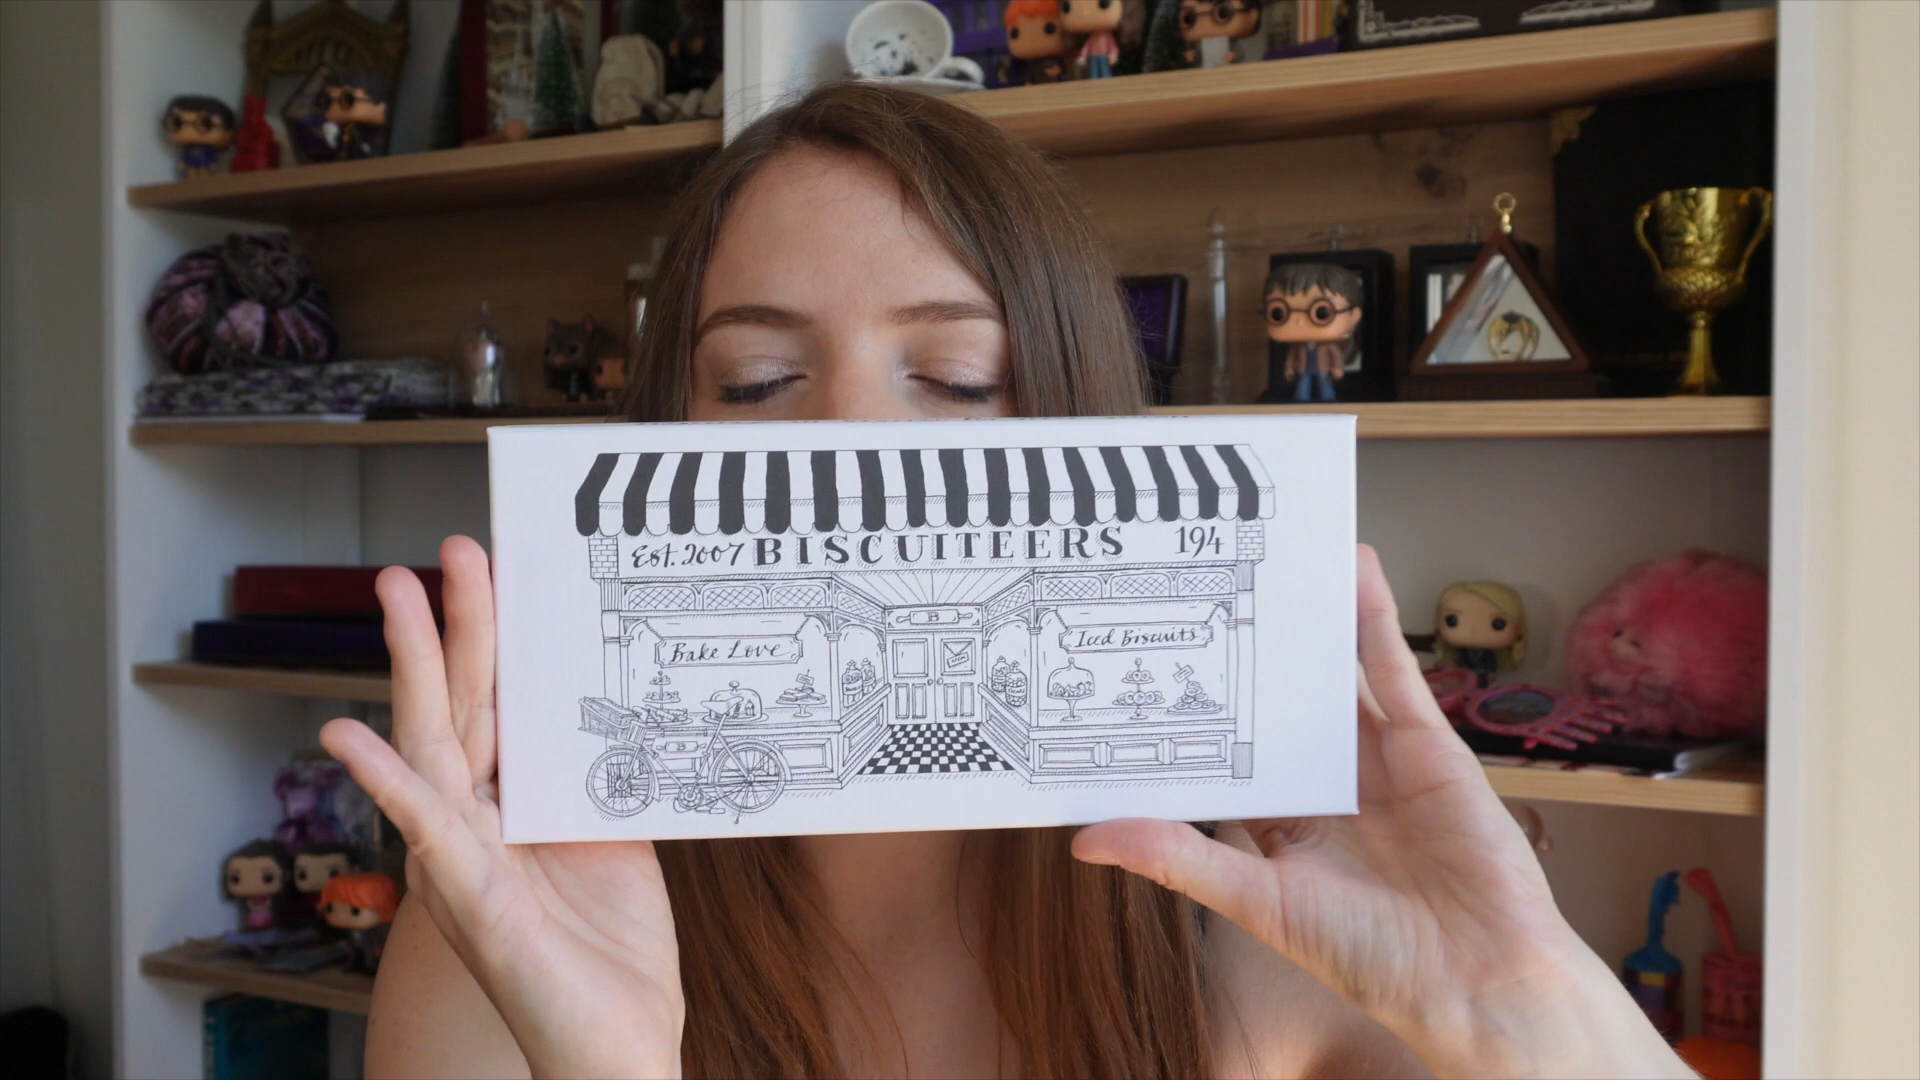 Est. 2007 BISCUITEERS 194
B
Bake Love
Iced Biscuits
B